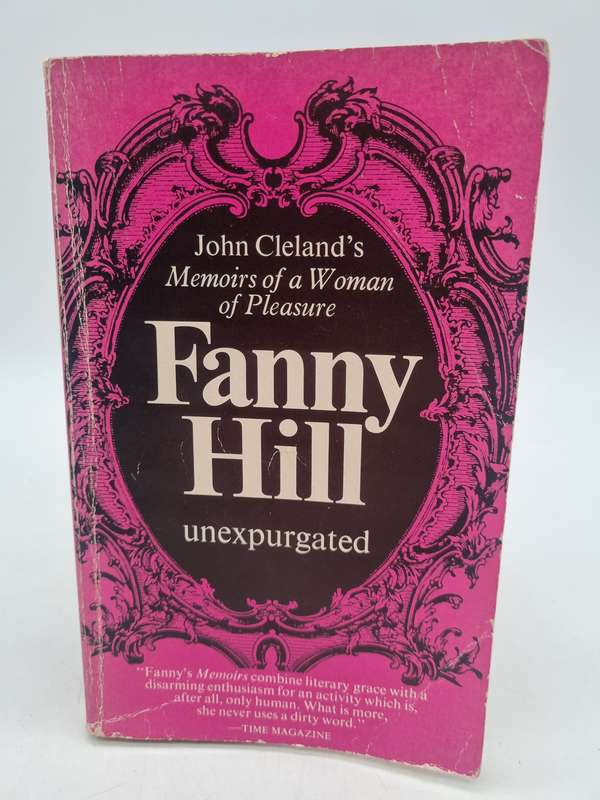 John Cleland's
Memoirs of a Woman
of Pleasure
Fanny
Hill
unexpurgated
"Fanny's Memoirs combine literary grace with a
disarming enthusiasm for an activity which is,
after all, only human. What is more,
she never uses a dirty word."
—TIME MAGAZINE